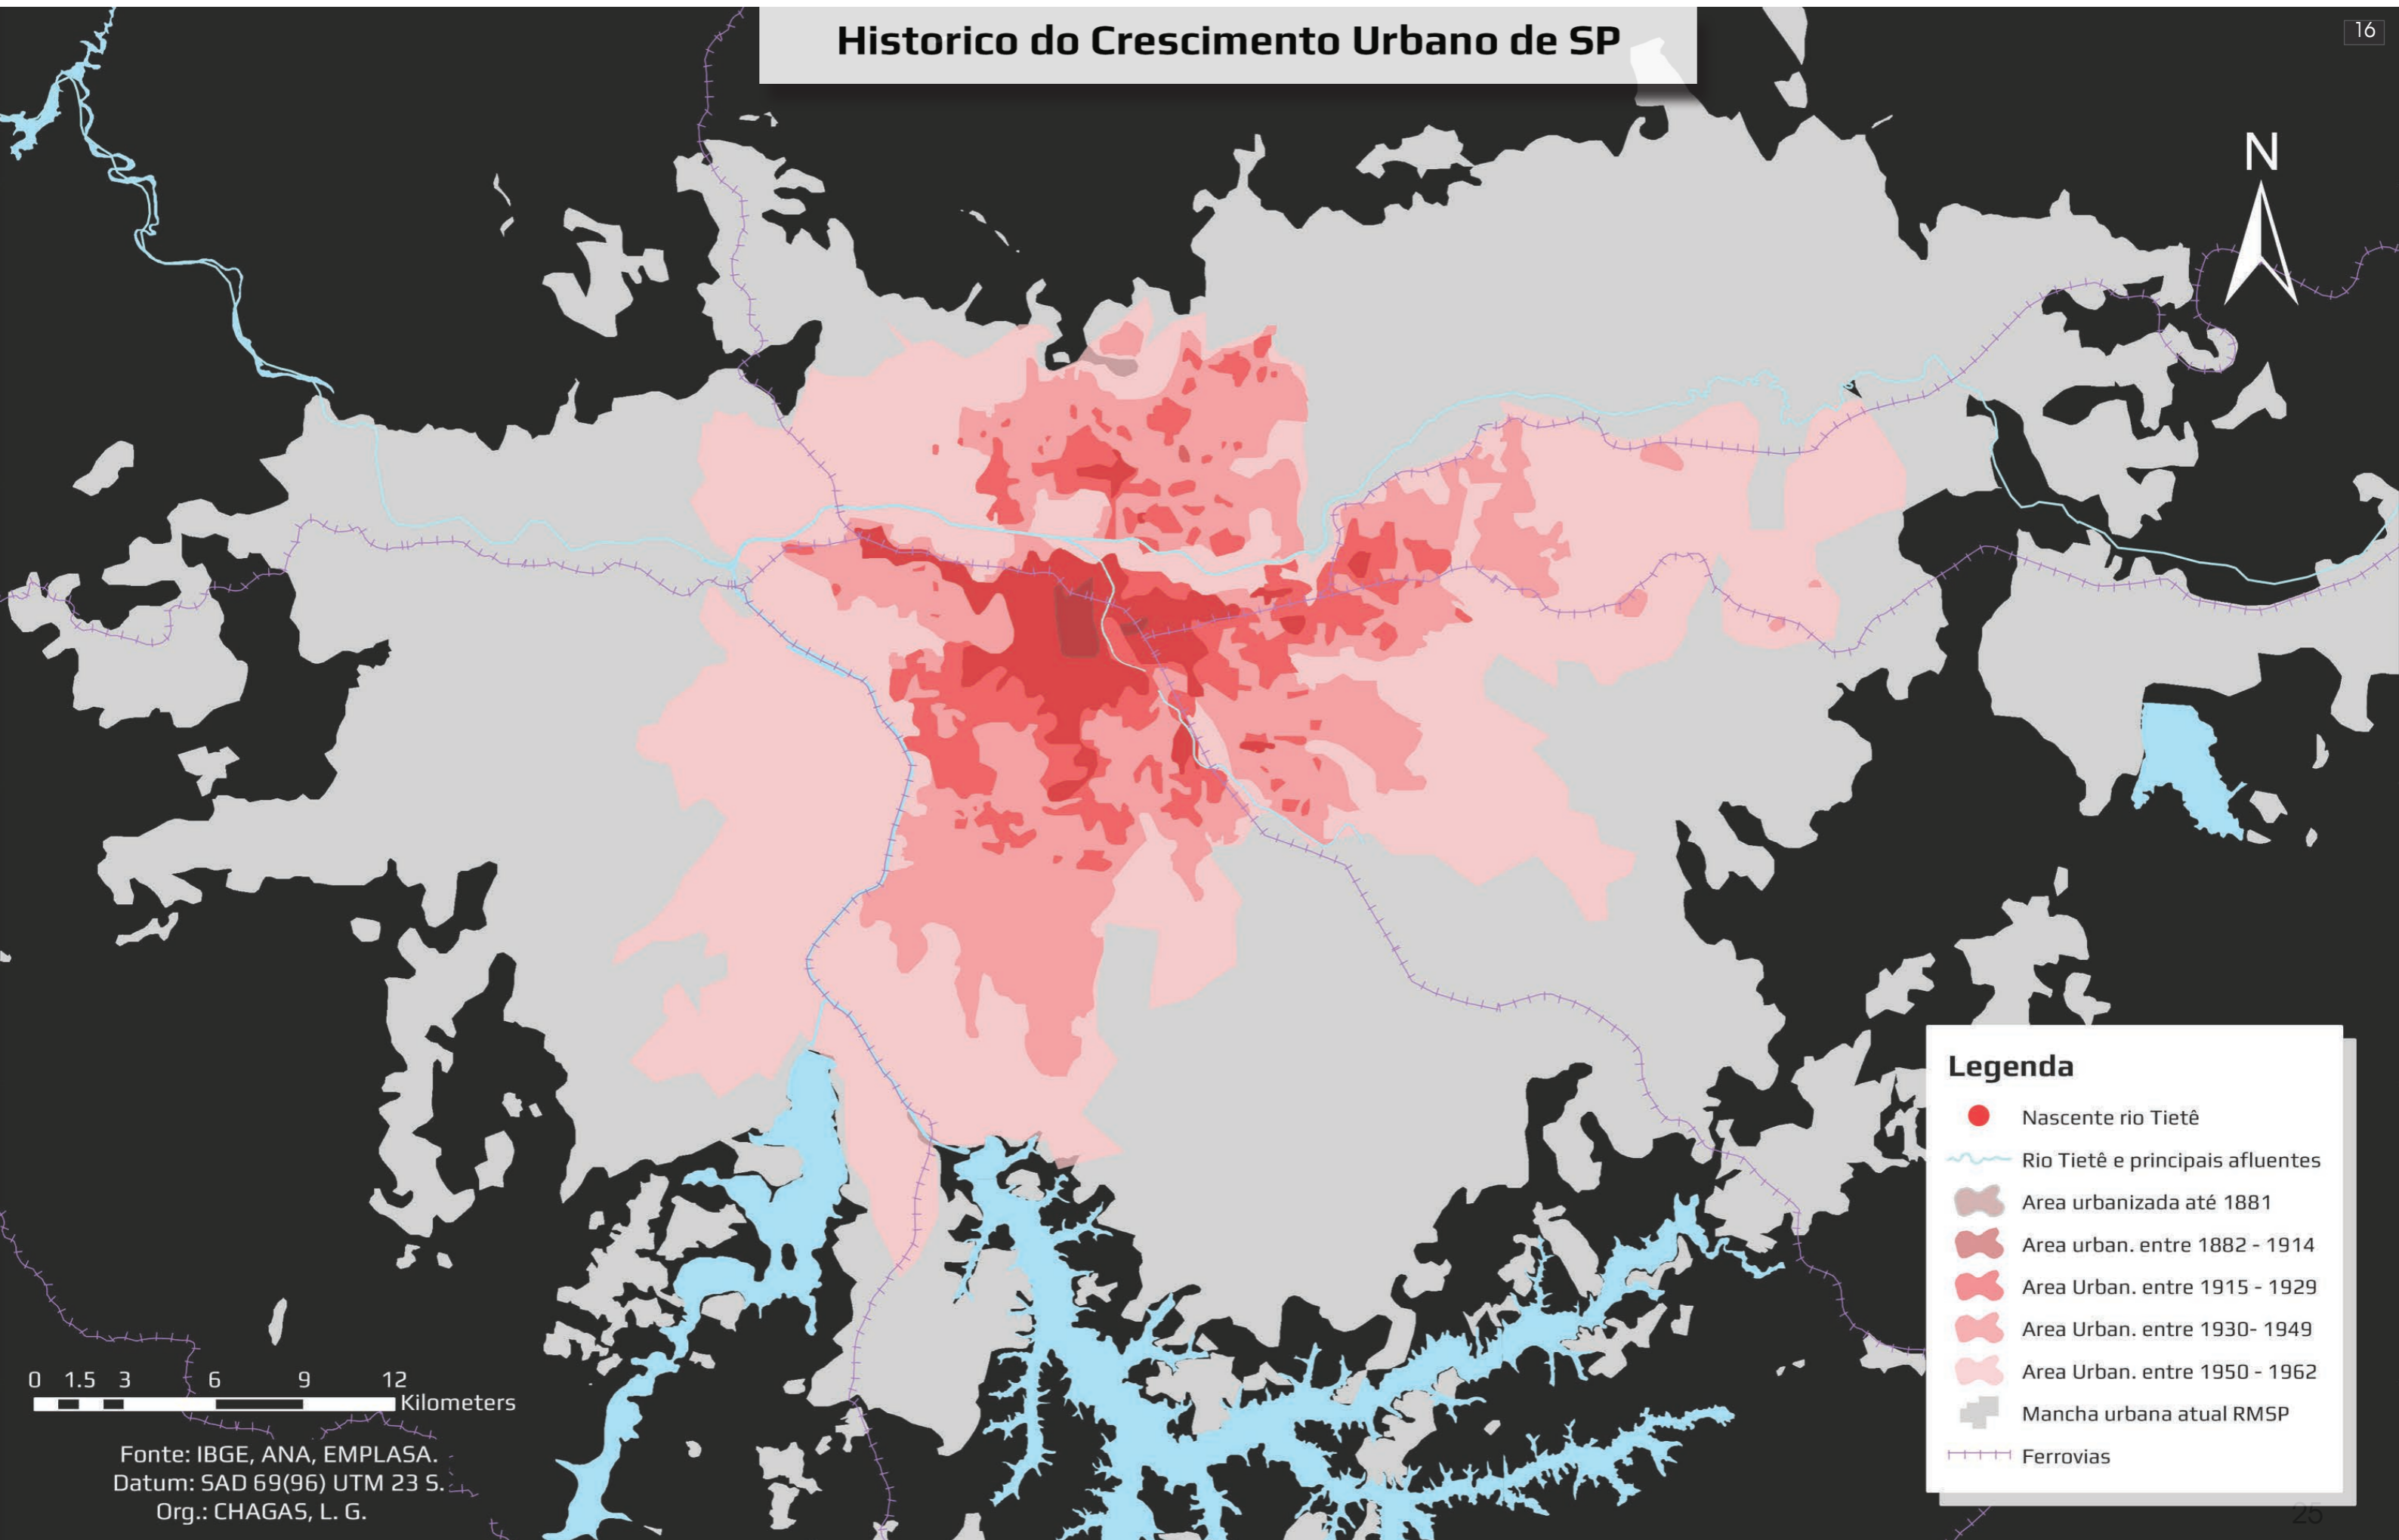 Historico do Crescimento Urbano de SP
16
N
Legenda
Nascente rio Tietê
Rio Tietê e principais afluentes
Area urbanizada até 1881
Area urban. entre 1882 - 1914
Area Urban. entre 1915 - 1929
Area Urban. entre 1930- 1949
Area Urban. entre 1950 - 1962
Mancha urbana atual RMSP
Ferrovias
0 1.5 3 6 9 12
Kilometers
Fonte: IBGE, ANA, EMPLASA.
Datum: SAD 69(96) UTM 23 S.
Org.: CHAGAS, L. G.
25